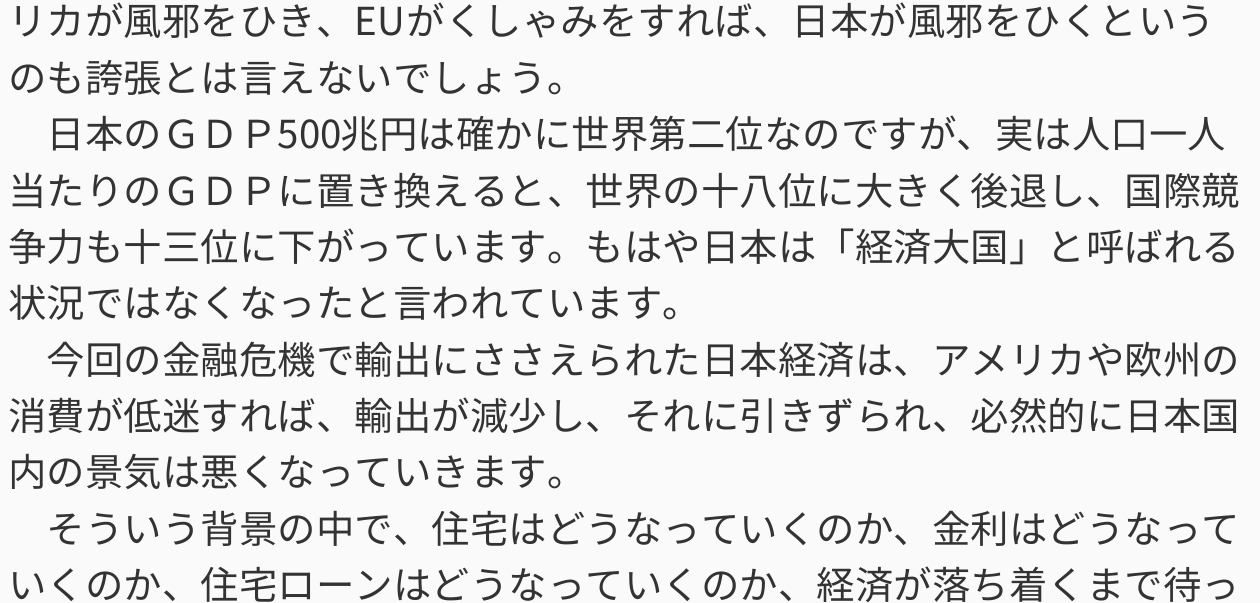 リカが風邪をひき、EUがくしゃみをすれば、日本が風邪をひくという
のも誇張とは言えないでしょう。
　日本のＧＤＰ500兆円は確かに世界第二位なのですが、実は人口一人
当たりのＧＤＰに置き換えると、世界の十八位に大きく後退し、国際競
争力も十三位に下がっています。もはや日本は「経済大国」と呼ばれる
状況ではなくなったと言われています。
　今回の金融危機で輸出にささえられた日本経済は、アメリカや欧州の
消費が低迷すれば、輸出が減少し、それに引きずられ、必然的に日本国
内の景気は悪くなっていきます。
　そういう背景の中で、住宅はどうなっていくのか、金利はどうなって
いくのか、住宅ローンはどうなっていくのか、経済が落ち着くまで待っ